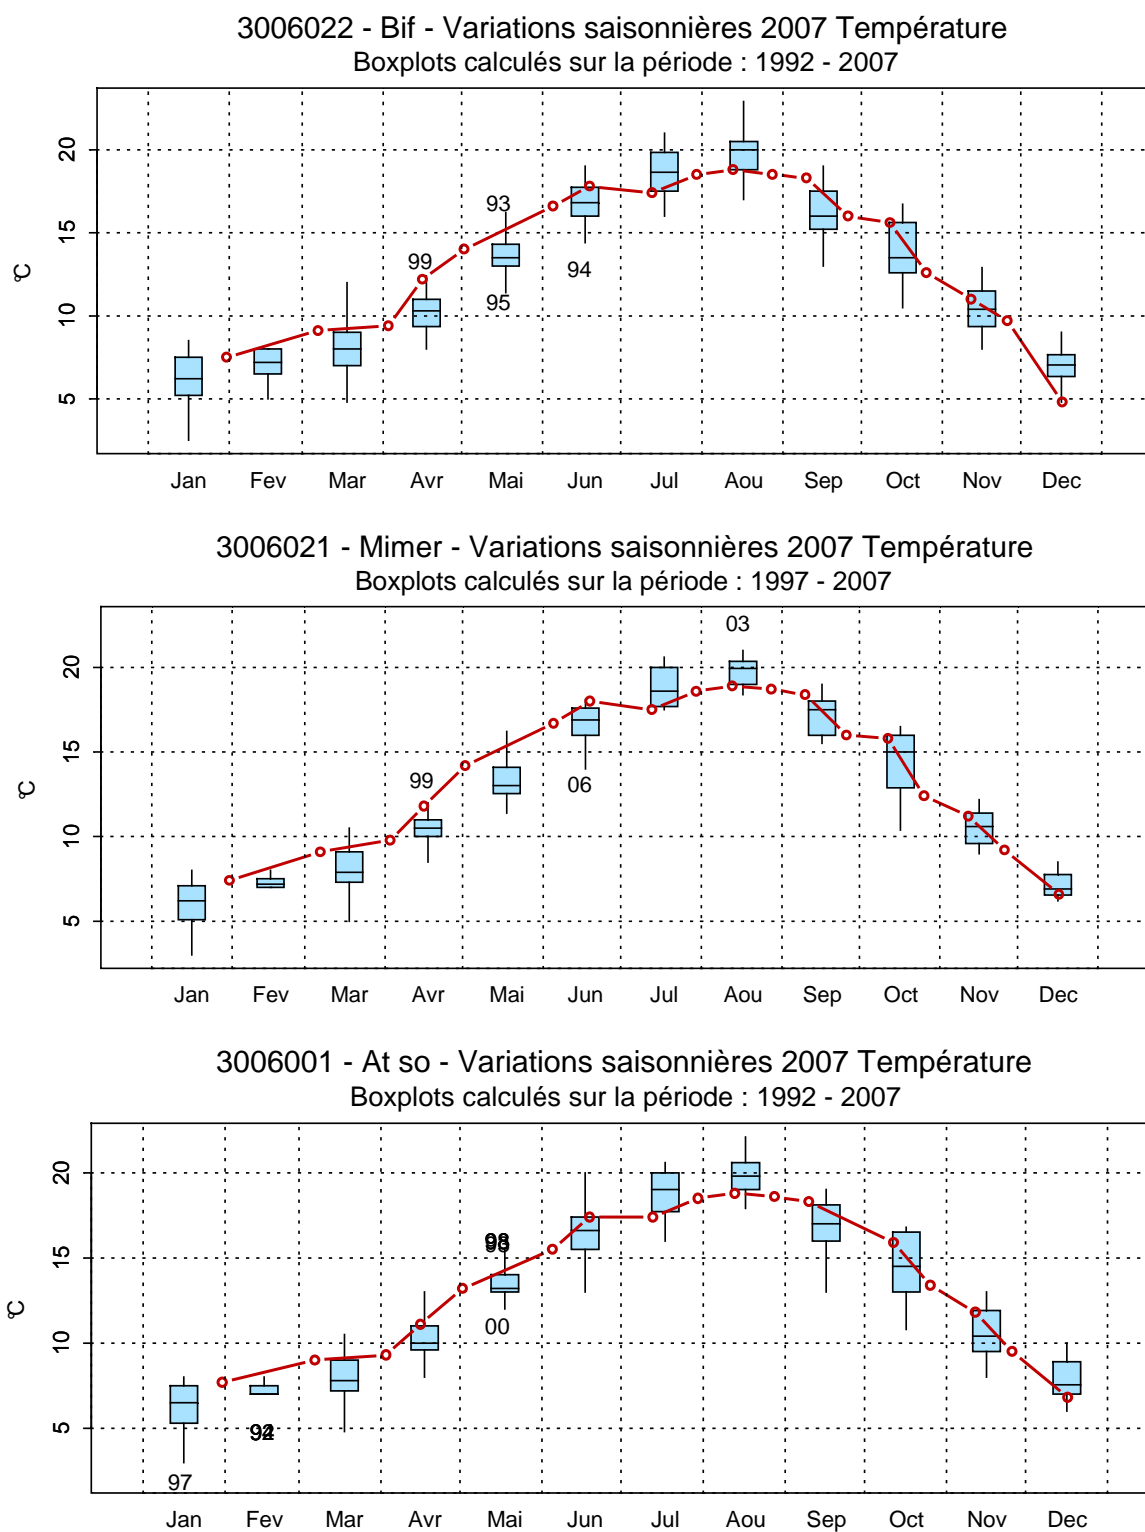 3006022 - Bif - Variations saisonnières 2007 Température
Boxplots calculés sur la période : 1992 - 2007
20
15
10
5
°C
93
99
94
95
Jan Fev Mar Avr Mai Jun Jul Aou Sep Oct Nov Dec
3006021 - Mimer - Variations saisonnières 2007 Température
Boxplots calculés sur la période : 1997 - 2007
20
15
10
5
°C
03
99
06
Jan Fev Mar Avr Mai Jun Jul Aou Sep Oct Nov Dec
3006001 - At so - Variations saisonnières 2007 Température
Boxplots calculés sur la période : 1992 - 2007
20
15
10
5
°C
00
97
Jan Fev Mar Avr Mai Jun Jul Aou Sep Oct Nov Dec